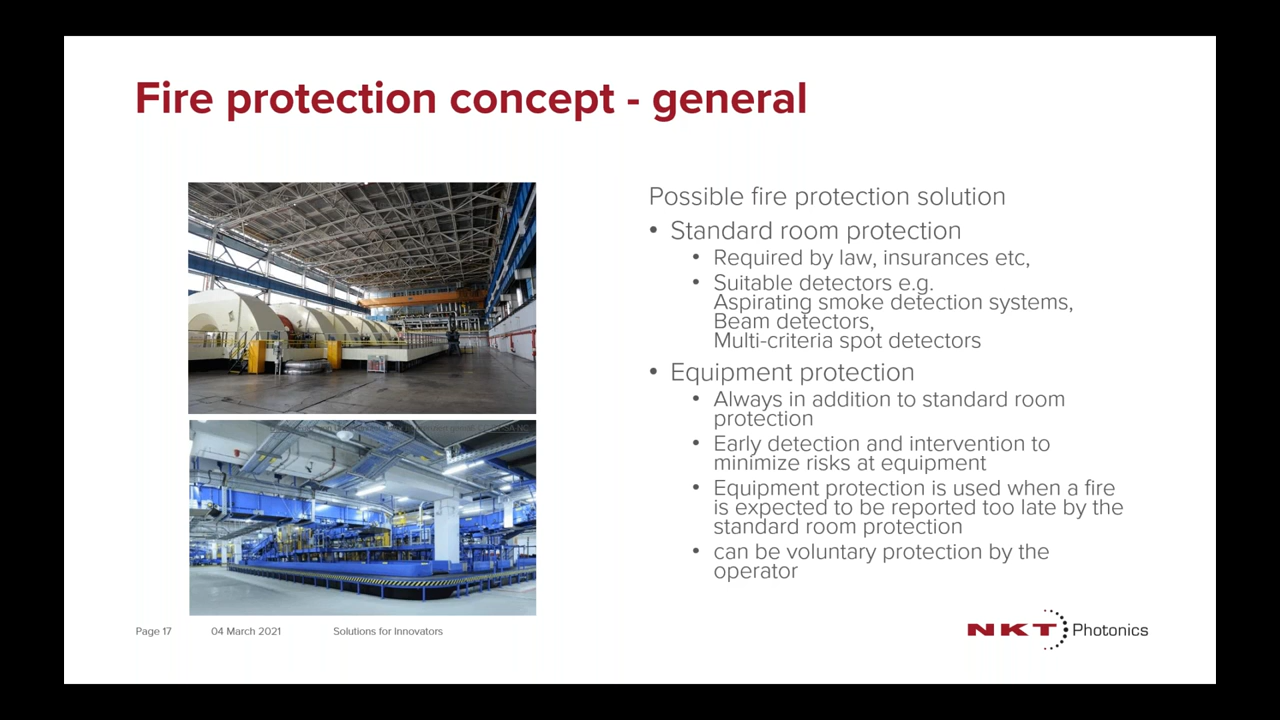 Fire protection concept - general
Possible fire protection solution
• Standard room protection
• Required by law, insurances etc,
• Suitable detectors e.g.
Aspirating smoke detection systems,
Beam detectors,
Multi-criteria spot detectors
• Equipment protection
• Always in addition to standard room
protection
• Early detection and intervention to
minimize risks at equipment
• Equipment protection is used when a fire
is expected to be reported too late by the
standard room protection
• can be voluntary protection by the
operator
Page 17
04 March 2021
Solutions for Innovators
NKT Photonics